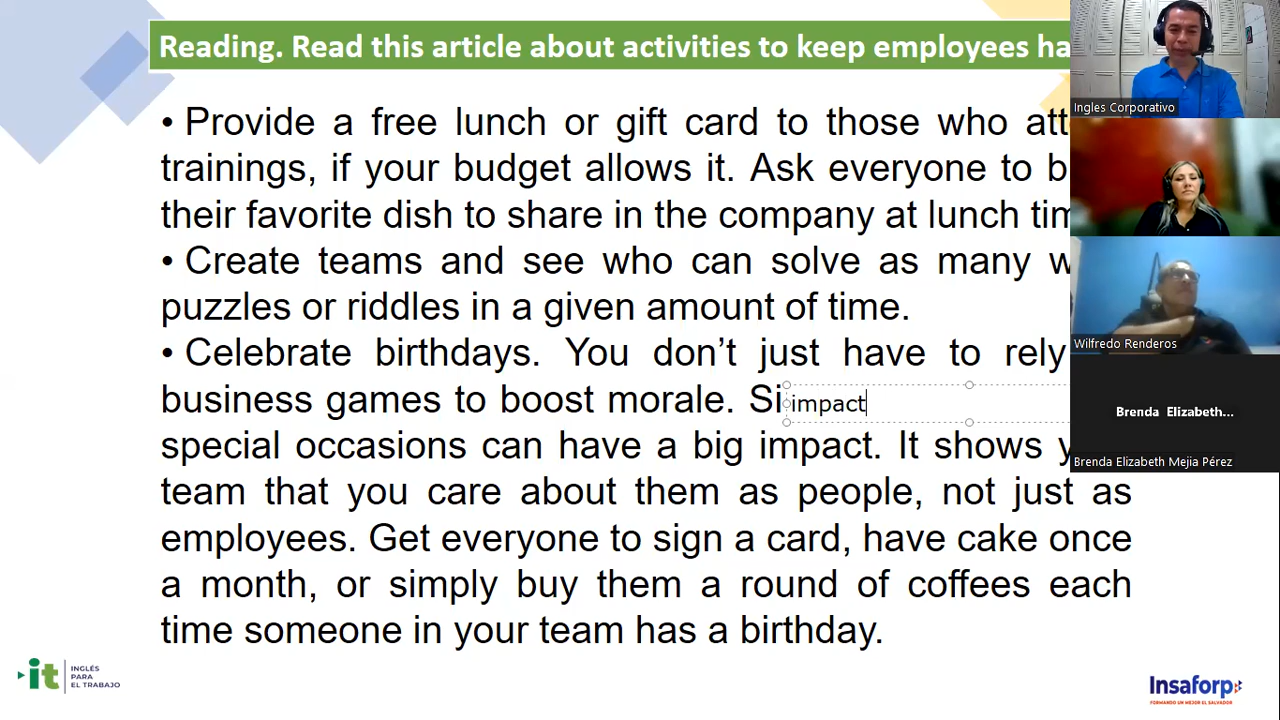 Reading. Read this article about activities to keep employees ha
• Provide a free lunch or gift card to those who att
trainings, if your budget allows it. Ask everyone to b
their favorite dish to share in the company at lunch tim
• Create teams and see who can solve as many w
puzzles or riddles in a given amount of time.
• Celebrate birthdays. You don’t just have to rely
business games to boost morale. Si
impact
special occasions can have a big impact. It shows y
team that you care about them as people, not just as
employees. Get everyone to sign a card, have cake once
a month, or simply buy them a round of coffees each
time someone in your team has a birthday.
Ingles Corporativo
Wilfredo Renderos
Brenda Elizabeth...
Brenda Elizabeth Mejia Pérez
it
INGLÉS
PARA
EL TRABAJO
Insaforp
FORMANDO UN MEJOR EL SALVADOR